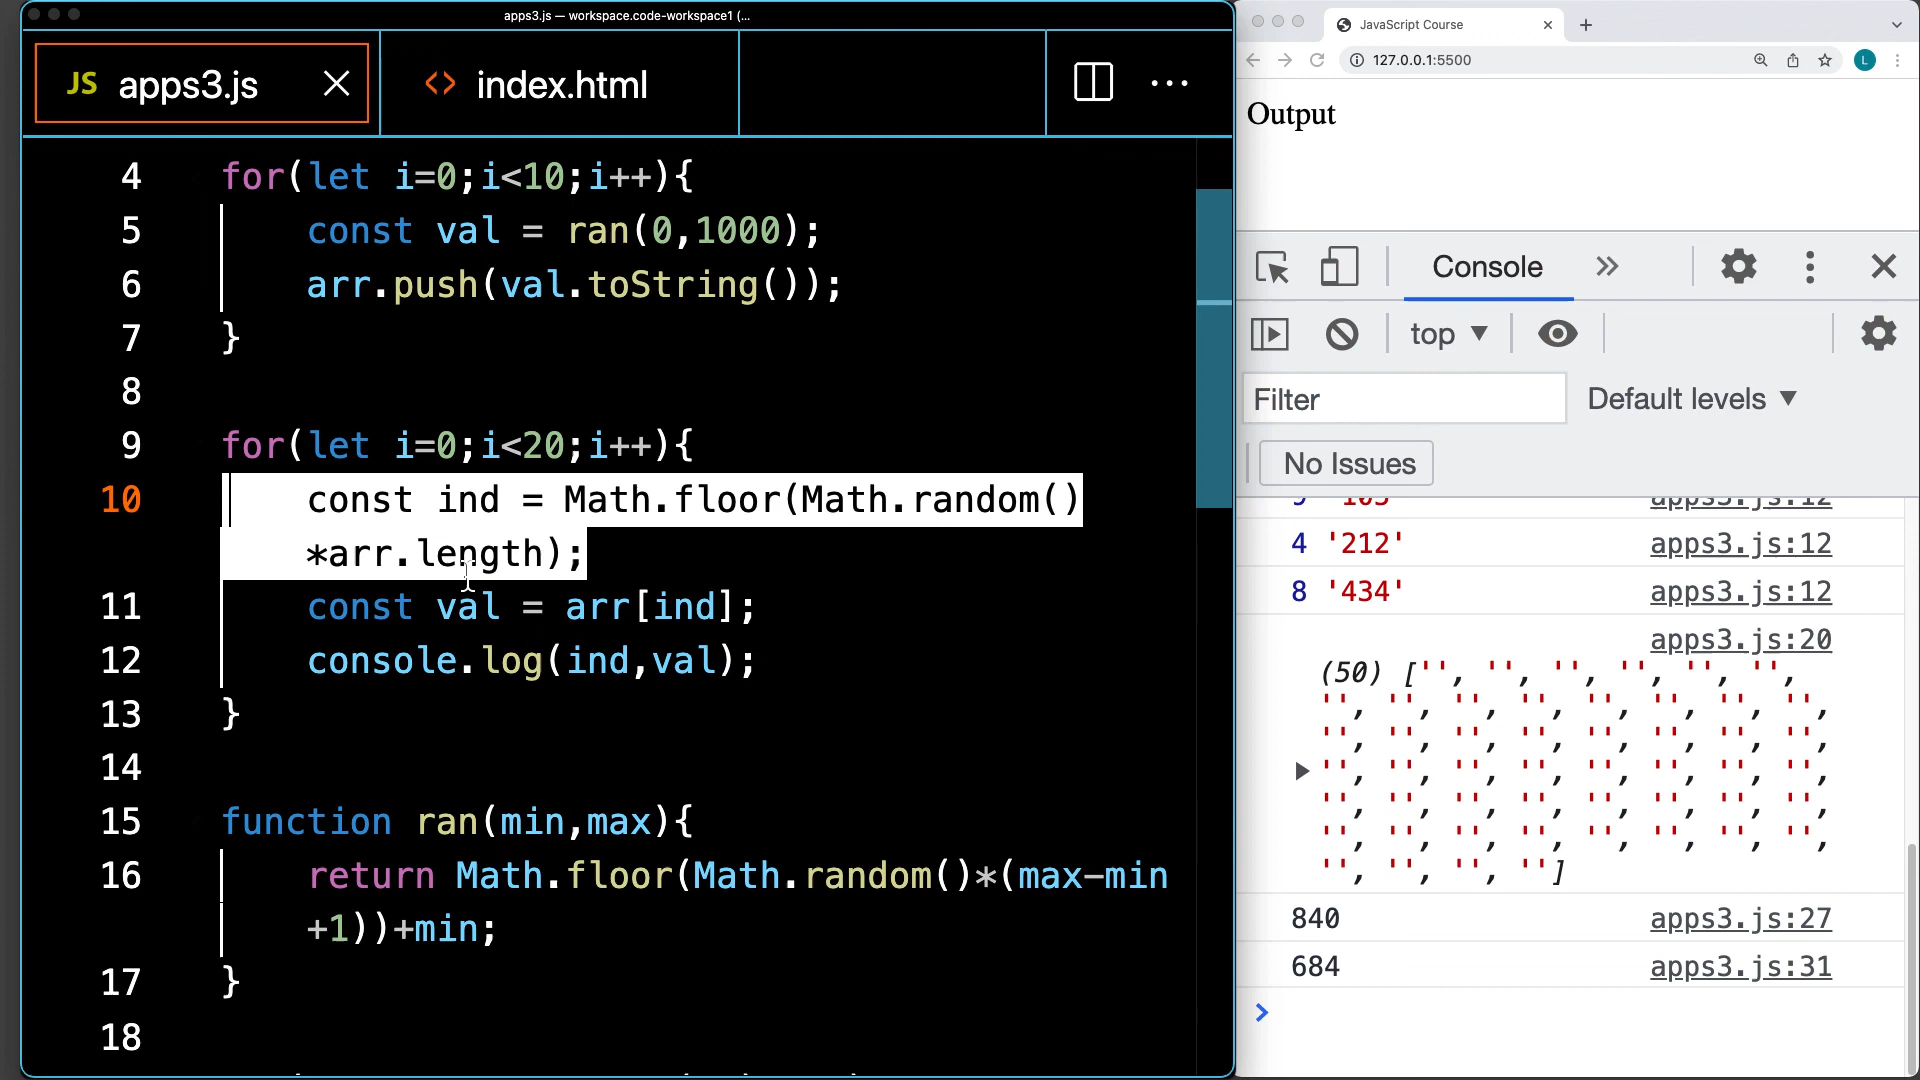 apps3.js — workspace.code-workspace1 (...
JS apps3.js
<> index.html
4 for(let i=0;i<10;i++){
5 const val = ran(0,1000);
6 arr.push(val.toString());
7 }
8
9 for(let i=0;i<20;i++){
10 const ind = Math.floor(Math.random()
*arr.length);
11 const val = arr[ind];
12 console.log(ind,val);
13 }
14
15 function ran(min,max){
16 return Math.floor(Math.random()*(max-min
+1))+min;
17 }
18
JavaScript Course
127.0.0.1:5500
L
Output
Console
top
Filter
Default levels
No Issues
apps3.js:12
4 '212' apps3.js:12
8 '434' apps3.js:12
apps3.js:20
(50) ['', '', '', '', '', '',
'', '', '', '', '', '', '', '',
'', '', '', '', '', '', '', '',
'', '', '', '', '', '', '', '',
'', '', '', '', '', '', '', '',
'', '', '', '', '', '', '', '',
'', '', '', '']
840 apps3.js:27
684 apps3.js:31